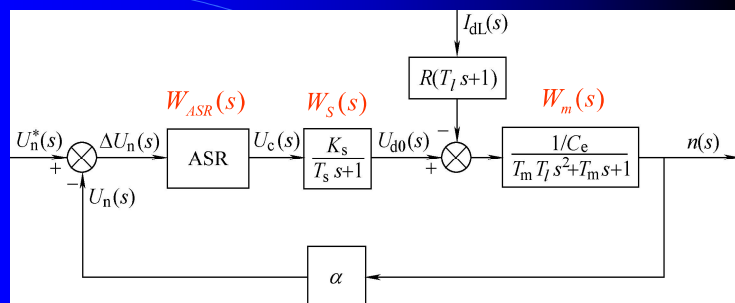 I_dL(s)
R(T_l s+1)
W_ASR(s)
W_S(s)
W_m(s)
U_n^*(s)
ΔU_n(s)
ASR
U_c(s)
K_s
T_s s+1
U_d0(s)
−
1/C_e
T_m T_l s²+T_m s+1
n(s)
+
−
+
U_n(s)
α